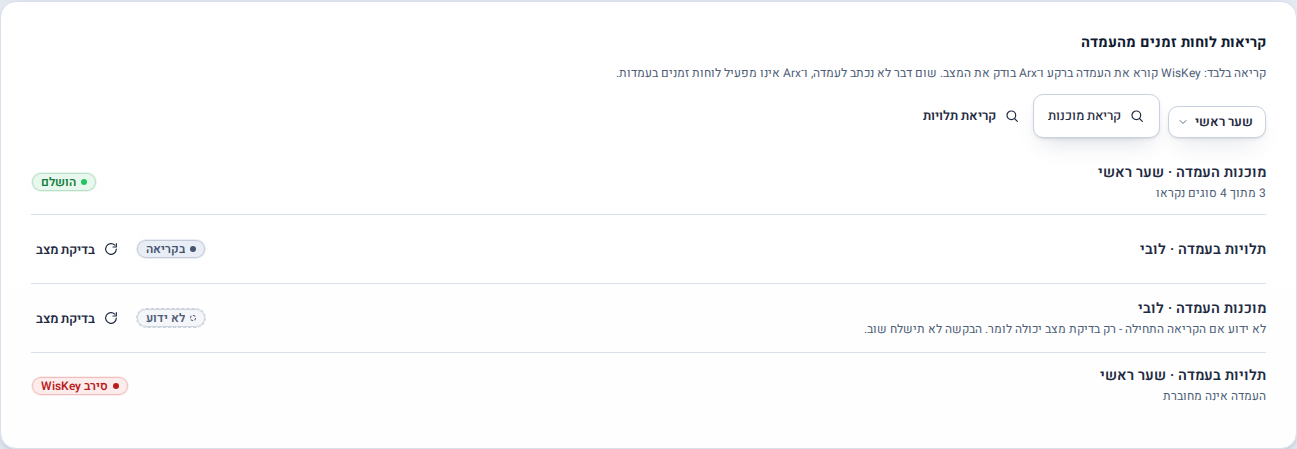 קריאות לוחות זמנים מהעמדה
קריאה בלבד: WisKey קורא את העמדה ברקע ו־Arx בודק את המצב. שום דבר לא נכתב לעמדה, ו־Arx אינו מפעיל לוחות זמנים בעמדות.
שער ראשי קריאת מוכנות קריאת תלויות
מוכנות העמדה · שער ראשי
3 מתוך 4 סוגים נקראו
הושלם
תלויות בעמדה · לובי
בקריאה
בדיקת מצב
מוכנות העמדה · לובי
לא ידוע אם הקריאה התחילה - רק בדיקת מצב יכולה לומר. הבקשה לא תישלח שוב.
לא ידוע
בדיקת מצב
תלויות בעמדה · שער ראשי
העמדה אינה מחוברת
WisKey סירב